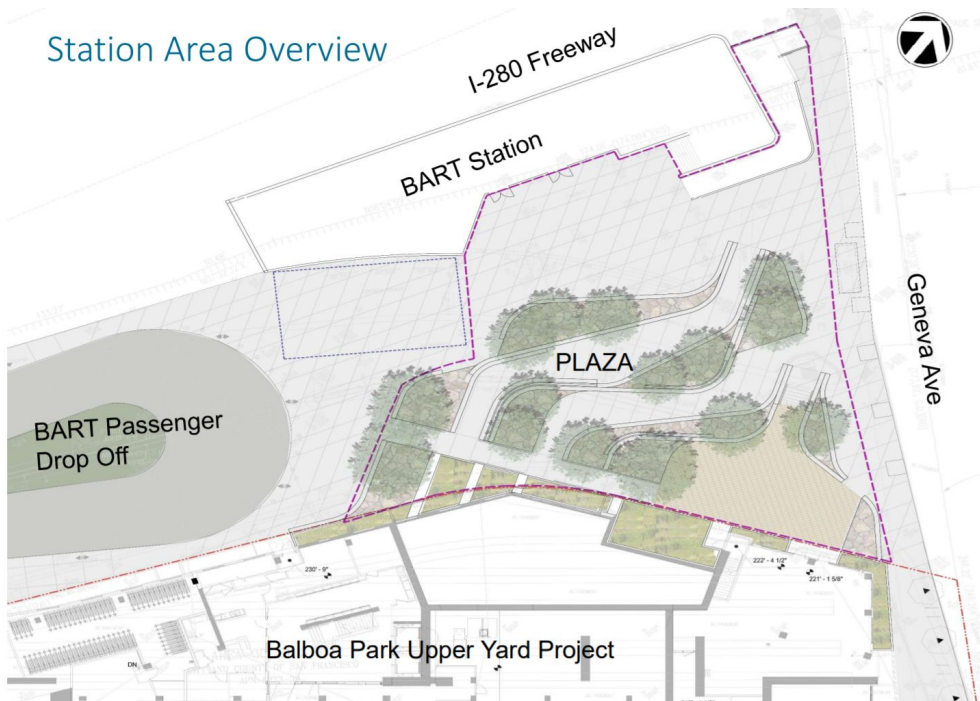 Station Area Overview
I-280 Freeway
BART Station
Geneva Ave
PLAZA
BART Passenger
Drop Off
230' - 9"
222' - 4 1/2"
221' - 1 5/8"
Balboa Park Upper Yard Project
DN